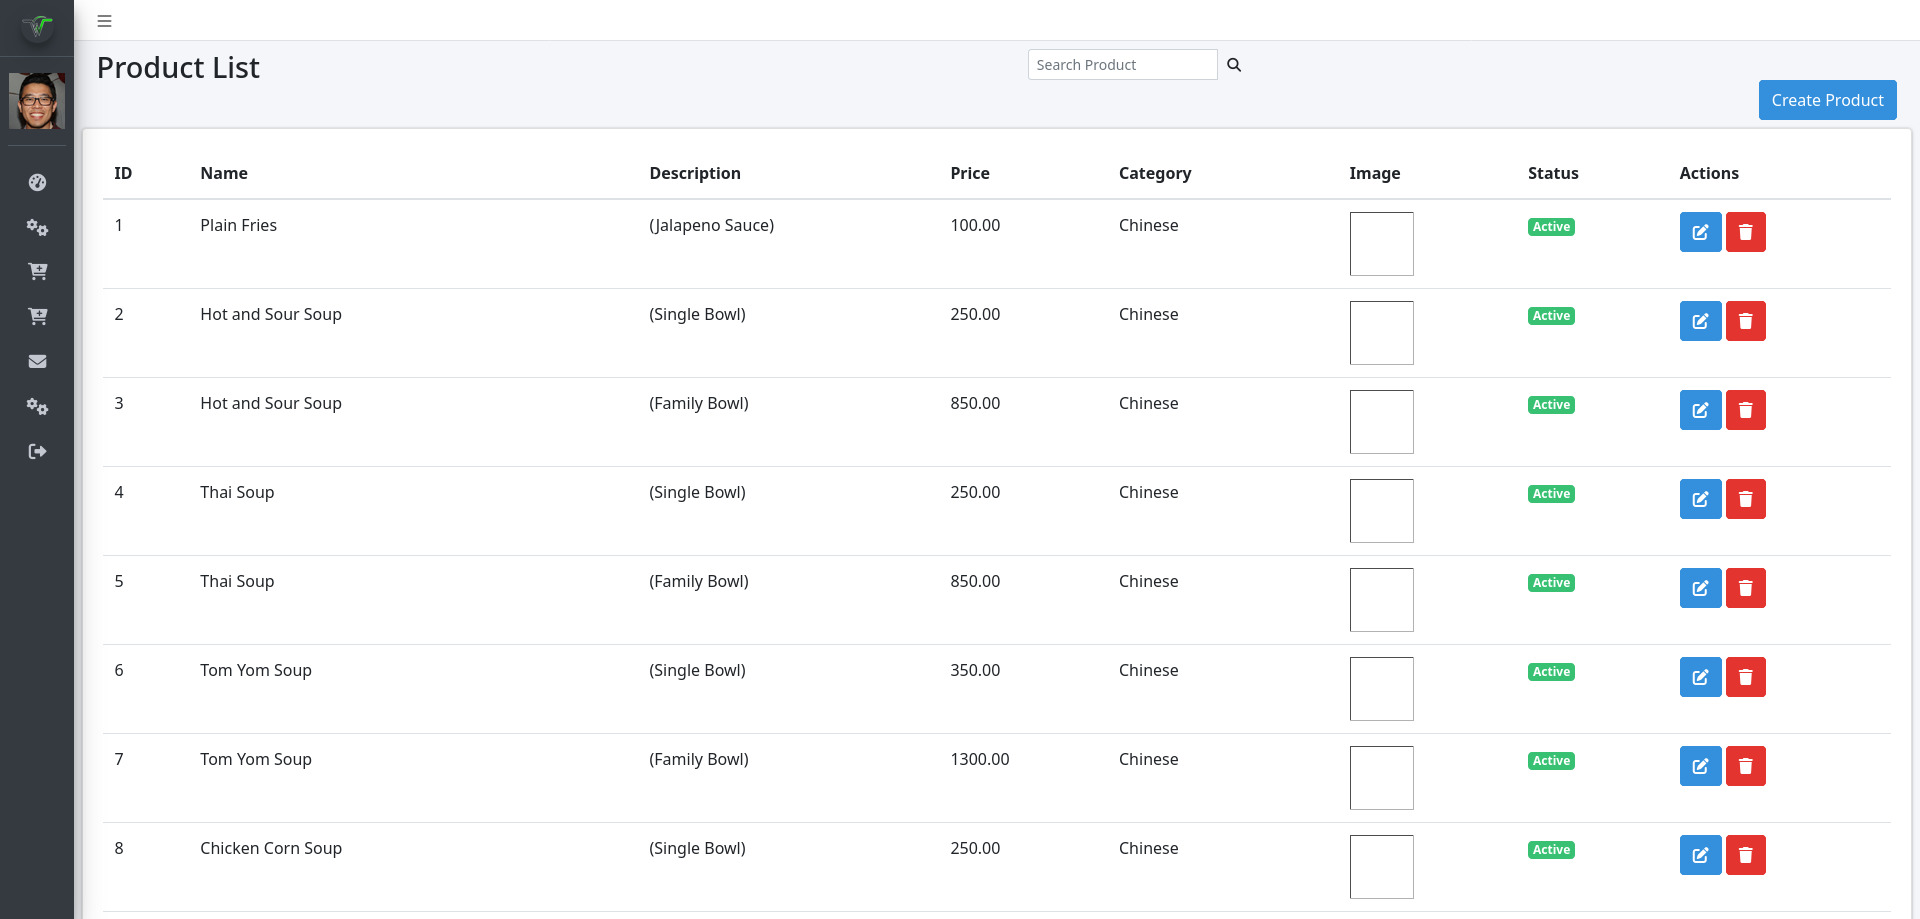 Product List
Search Product
Create Product
ID Name Description Price Category Image Status Actions
1 Plain Fries (Jalapeno Sauce) 100.00 Chinese Active
2 Hot and Sour Soup (Single Bowl) 250.00 Chinese Active
3 Hot and Sour Soup (Family Bowl) 850.00 Chinese Active
4 Thai Soup (Single Bowl) 250.00 Chinese Active
5 Thai Soup (Family Bowl) 850.00 Chinese Active
6 Tom Yom Soup (Single Bowl) 350.00 Chinese Active
7 Tom Yom Soup (Family Bowl) 1300.00 Chinese Active
8 Chicken Corn Soup (Single Bowl) 250.00 Chinese Active